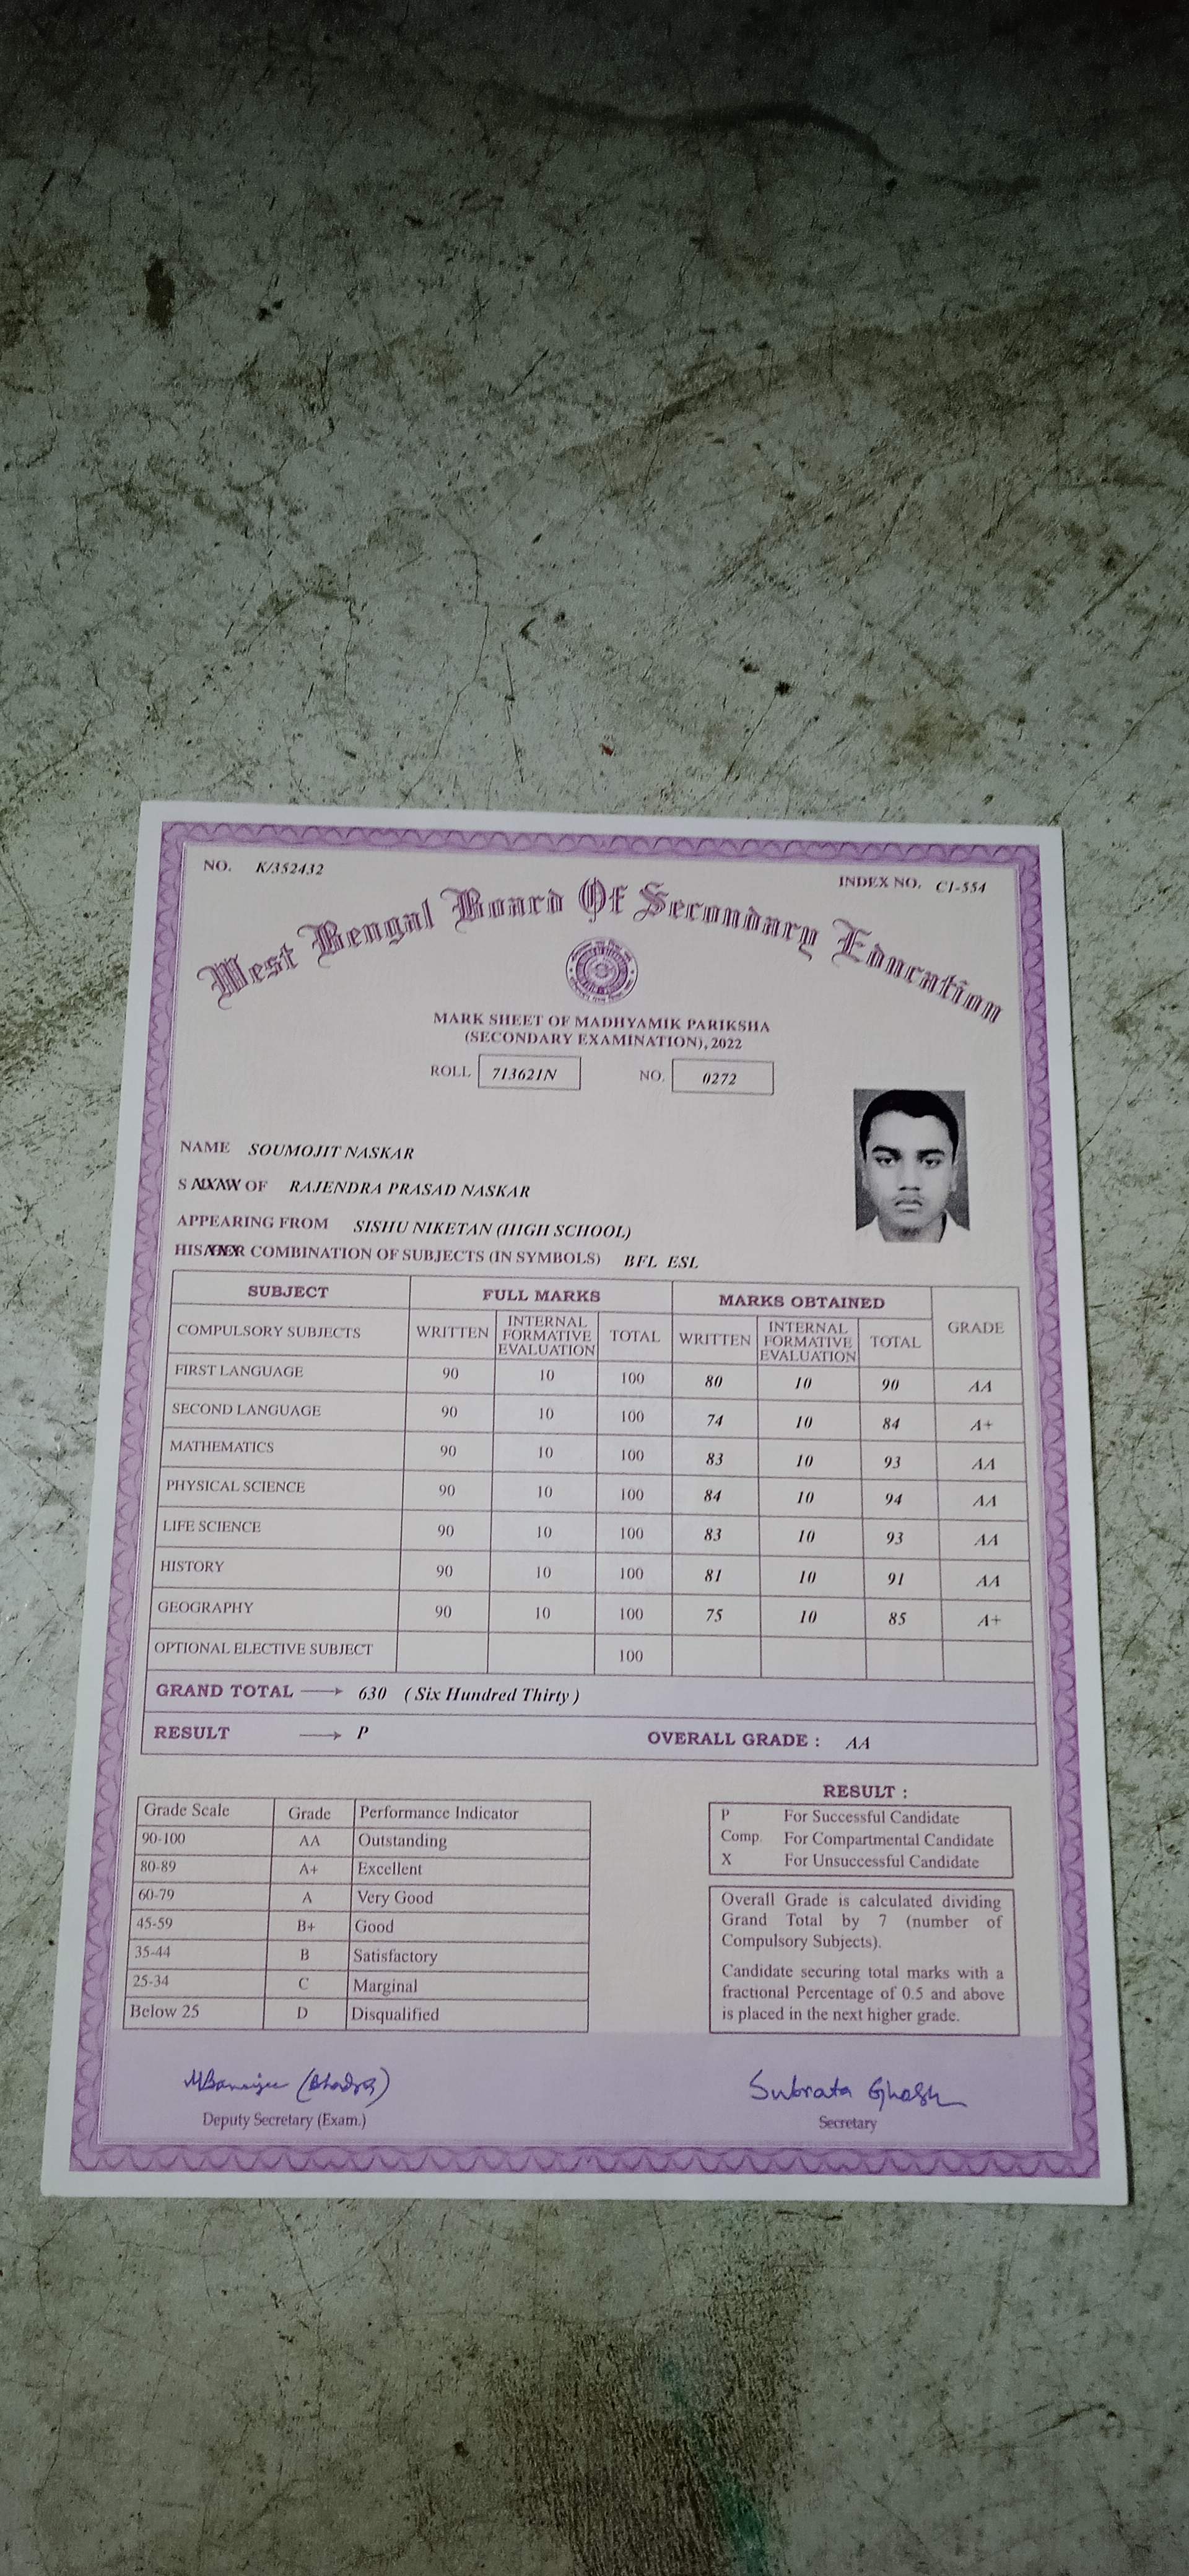 NO. K/352432
INDEX NO. C1-554
West Bengal Board Of Secondary Education
MARK SHEET OF MADHYAMIK PARIKSHA
(SECONDARY EXAMINATION), 2022
ROLL 713621N NO. 0272
NAME SOUMOJIT NASKAR
S OF RAJENDRA PRASAD NASKAR
APPEARING FROM SISHU NIKETAN (HIGH SCHOOL)
HIS COMBINATION OF SUBJECTS (IN SYMBOLS) BFL ESL
SUBJECT FULL MARKS MARKS OBTAINED GRADE
COMPULSORY SUBJECTS WRITTEN INTERNAL FORMATIVE EVALUATION TOTAL WRITTEN INTERNAL FORMATIVE EVALUATION TOTAL
FIRST LANGUAGE 90 10 100 80 10 90 AA
SECOND LANGUAGE 90 10 100 74 10 84 A+
MATHEMATICS 90 10 100 83 10 93 AA
PHYSICAL SCIENCE 90 10 100 84 10 94 AA
LIFE SCIENCE 90 10 100 83 10 93 AA
HISTORY 90 10 100 81 10 91 AA
GEOGRAPHY 90 10 100 75 10 85 A+
OPTIONAL ELECTIVE SUBJECT 100
GRAND TOTAL → 630 (Six Hundred Thirty)
RESULT → P OVERALL GRADE : AA
Grade Scale Grade Performance Indicator
90-100 AA Outstanding
80-89 A+ Excellent
60-79 A Very Good
45-59 B+ Good
35-44 B Satisfactory
25-34 C Marginal
Below 25 D Disqualified
RESULT :
P For Successful Candidate
Comp. For Compartmental Candidate
X For Unsuccessful Candidate
Overall Grade is calculated dividing
Grand Total by 7 (number of
Compulsory Subjects).
Candidate securing total marks with a
fractional Percentage of 0.5 and above
is placed in the next higher grade.
MBanerjee (Bhadra)
Deputy Secretary (Exam.)
Subrata Ghosh
Secretary